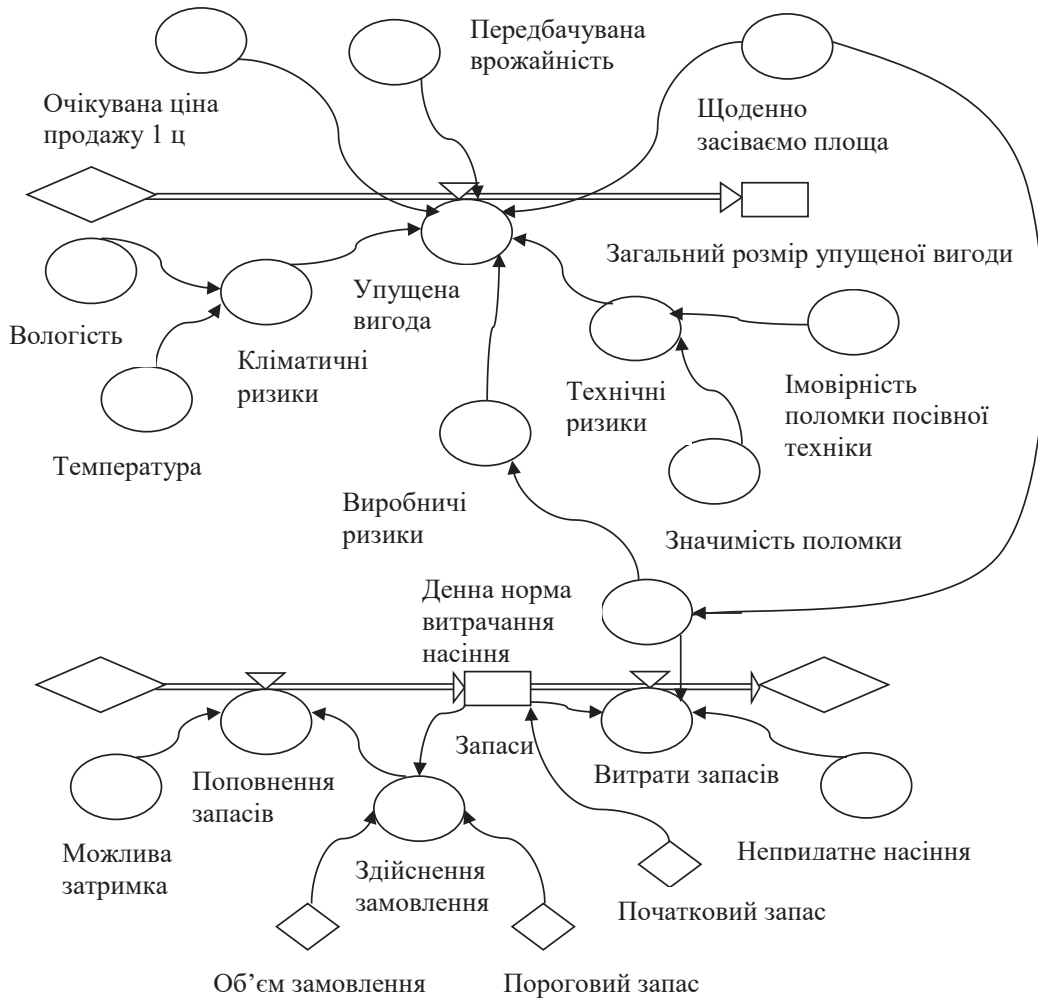 Передбачувана
врожайність
Очікувана ціна
продажу 1 ц
Щоденно
засіваємо площа
Загальний розмір упущеної вигоди
Упущена
вигода
Вологість
Кліматичні
ризики
Технічні
ризики
Імовірність
поломки посівної
техніки
Температура
Виробничі
ризики
Значимість поломки
Денна норма
витрачання
насіння
Запаси
Поповнення
запасів
Витрати запасів
Можлива
затримка
Здійснення
замовлення
Непридатне насіння
Початковий запас
Об’єм замовлення
Пороговий запас